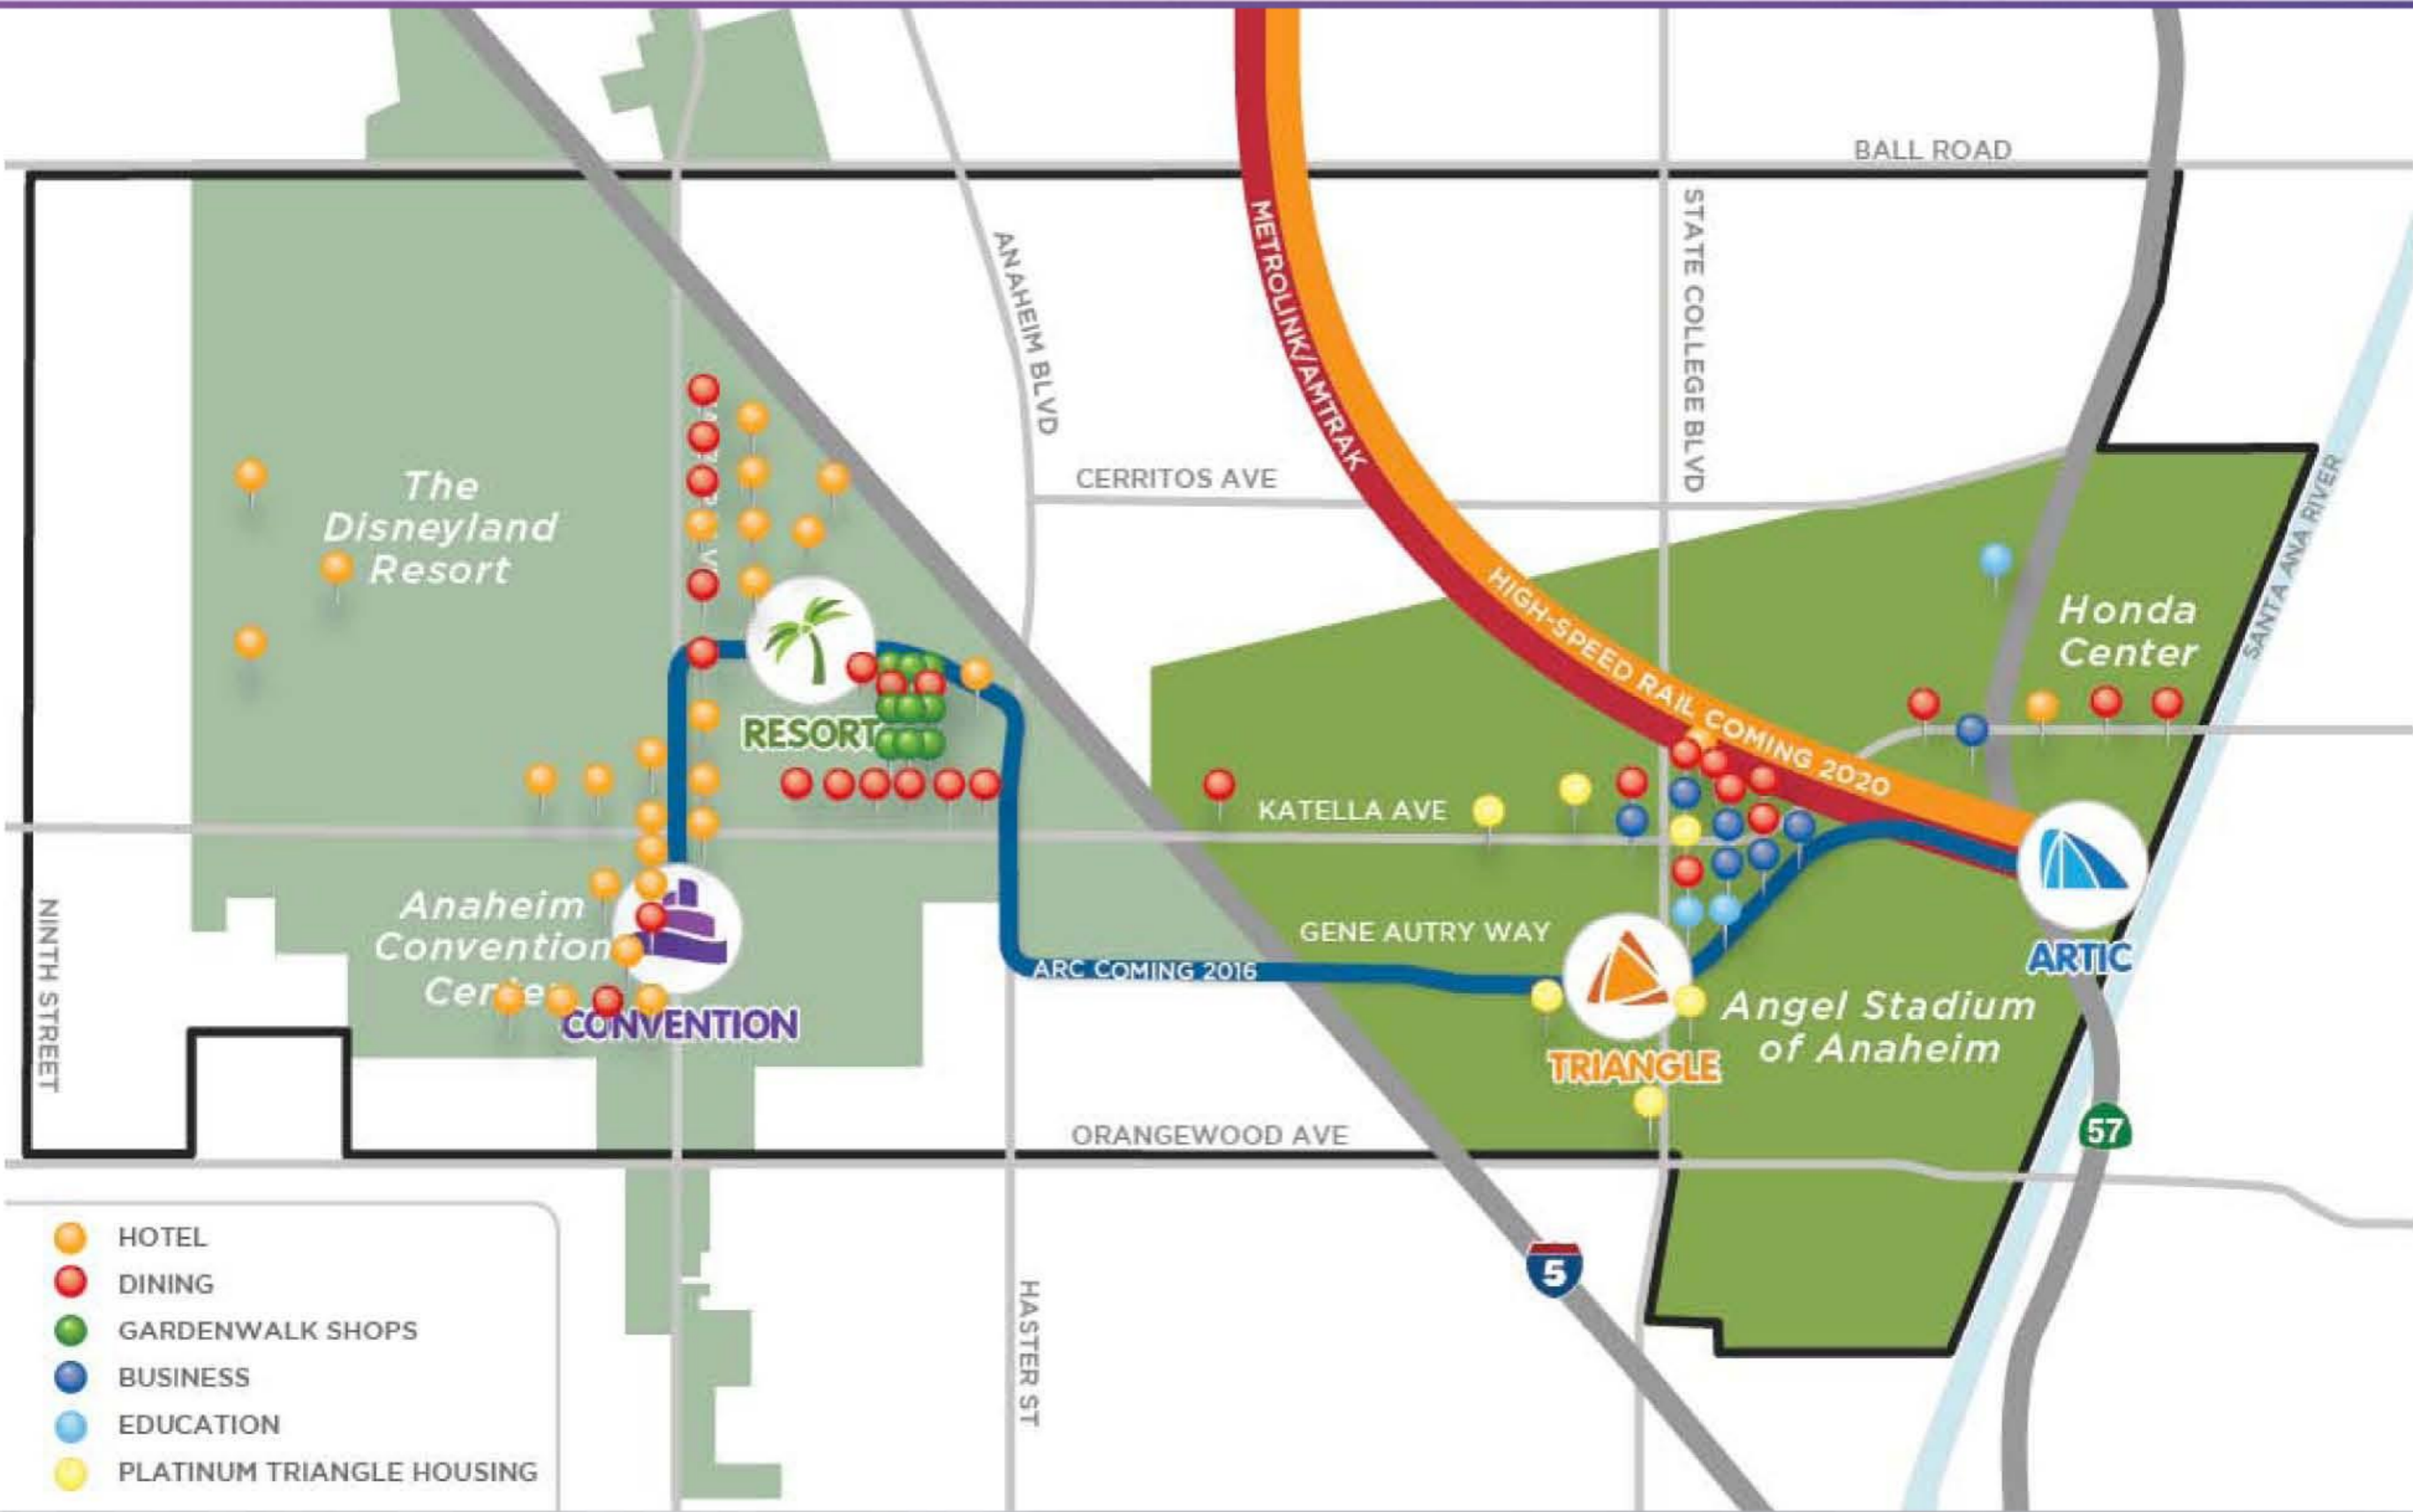 BALL ROAD
METROLINK/AMTRAK
STATE COLLEGE BLVD
ANAHEIM BLVD
CERRITOS AVE
The
Disneyland
Resort
HIGH-SPEED RAIL COMING 2020
Honda
Center
SANTA ANA RIVER
RESORT
KATELLA AVE
NINTH STREET
Anaheim
Convention
Center
CONVENTION
GENE AUTRY WAY
ARC COMING 2016
ARTIC
Angel Stadium
of Anaheim
TRIANGLE
ORANGEWOOD AVE
57
5
HASTER ST
HOTEL
DINING
GARDENWALK SHOPS
BUSINESS
EDUCATION
PLATINUM TRIANGLE HOUSING